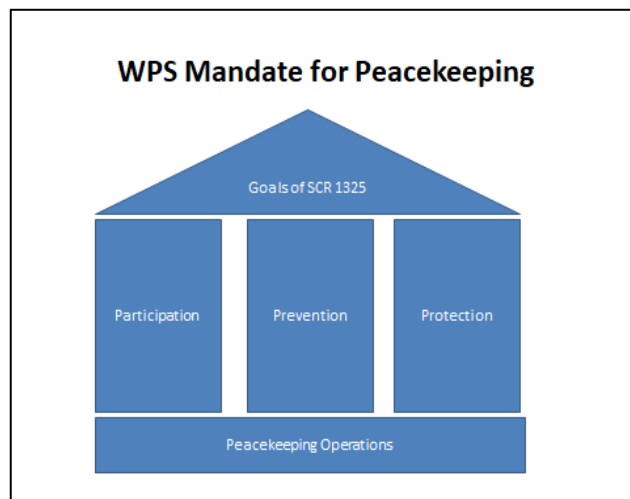 WPS Mandate for Peacekeeping
Goals of SCR 1325
Participation
Prevention
Protection
Peacekeeping Operations